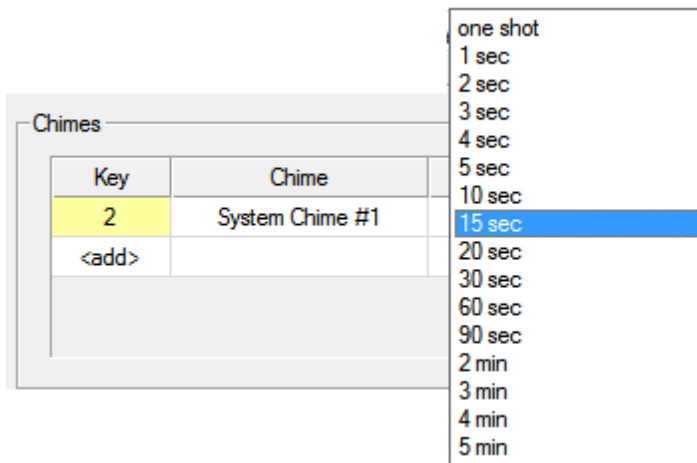 Chimes
Key Chime
2 System Chime #1
<add>
one shot
1 sec
2 sec
3 sec
4 sec
5 sec
10 sec
15 sec
20 sec
30 sec
60 sec
90 sec
2 min
3 min
4 min
5 min